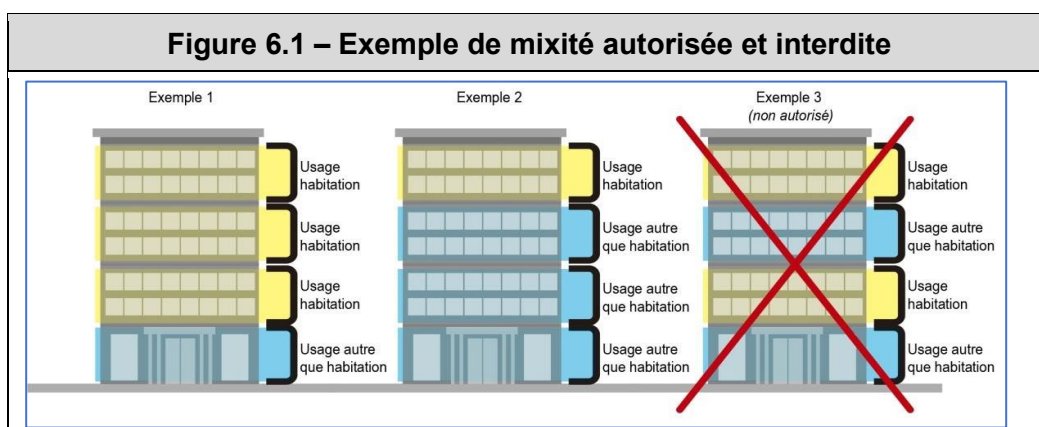 Figure 6.1 – Exemple de mixité autorisée et interdite
Exemple 1
Usage
habitation
Usage
habitation
Usage
habitation
Usage autre
que habitation
Exemple 2
Usage
habitation
Usage autre
que habitation
Usage autre
que habitation
Usage autre
que habitation
Exemple 3
(non autorisé)
Usage
habitation
Usage autre
que habitation
Usage
habitation
Usage autre
que habitation